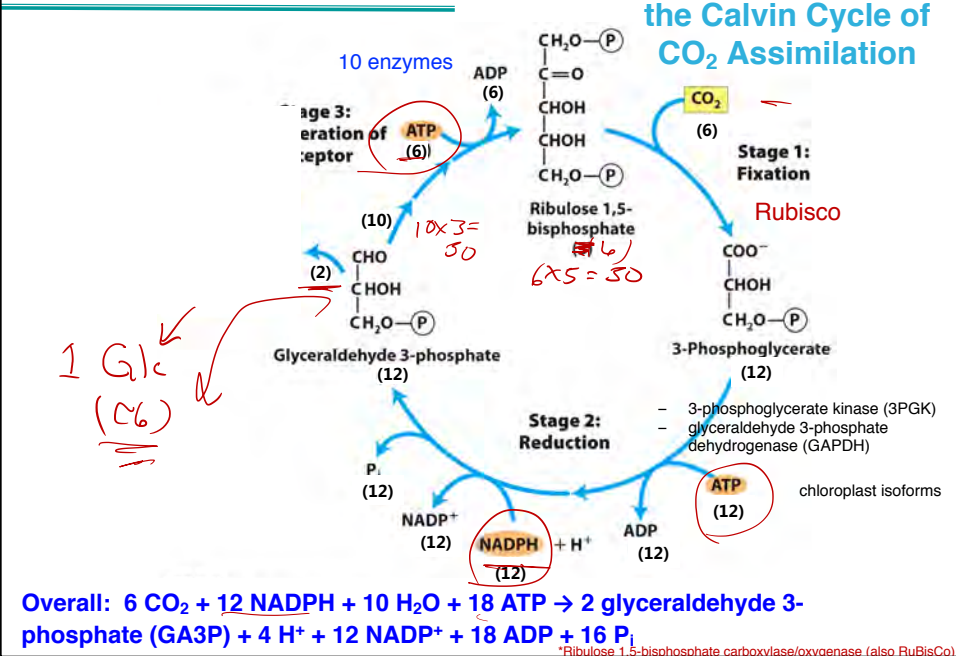 the Calvin Cycle of
CO₂ Assimilation
10 enzymes
CH₂O—P
C=O
CHOH
CHOH
CH₂O—P
Ribulose 1,5-
bisphosphate
6)
6×5=30
ADP
(6)
CO₂
(6)
Stage 1:
Fixation
Rubisco
age 3:
eration of
ceptor
ATP
(6)
(10)
10×3=
30
(2)
CHO
CHOH
CH₂O—P
Glyceraldehyde 3-phosphate
(12)
COO⁻
CHOH
CH₂O—P
3-Phosphoglycerate
(12)
1 Glc
(C6)
Stage 2:
Reduction
– 3-phosphoglycerate kinase (3PGK)
– glyceraldehyde 3-phosphate
dehydrogenase (GAPDH)
chloroplast isoforms
Pᵢ
(12)
NADP⁺
(12)
NADPH + H⁺
(12)
ADP
(12)
ATP
(12)
Overall: 6 CO₂ + 12 NADPH + 10 H₂O + 18 ATP → 2 glyceraldehyde 3-
phosphate (GA3P) + 4 H⁺ + 12 NADP⁺ + 18 ADP + 16 Pᵢ
*Ribulose 1,5-bisphosphate carboxylase/oxygenase (also RuBisCo)